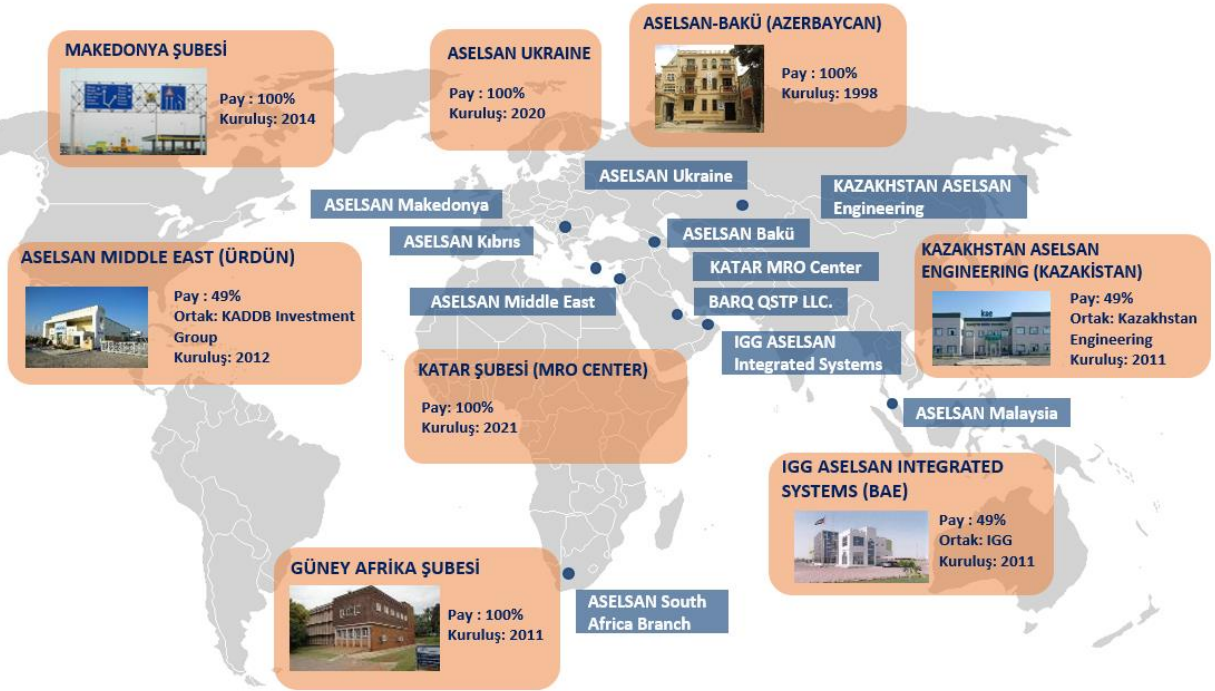 MAKEDONYA ŞUBESİ
Pay : 100%
Kuruluş: 2014
ASELSAN UKRAINE
Pay : 100%
Kuruluş: 2020
ASELSAN-BAKÜ (AZERBAYCAN)
Pay : 100%
Kuruluş: 1998
ASELSAN Ukraine
KAZAKHSTAN ASELSAN
Engineering
ASELSAN Makedonya
ASELSAN Kıbrıs
ASELSAN Bakü
KATAR MRO Center
ASELSAN Middle East
BARQ QSTP LLC.
IGG ASELSAN
Integrated Systems
ASELSAN MIDDLE EAST (ÜRDÜN)
Pay : 49%
Ortak: KADDB Investment
Group
Kuruluş: 2012
KAZAKHSTAN ASELSAN
ENGINEERING (KAZAKİSTAN)
kae
Pay: 49%
Ortak: Kazakhstan
Engineering
Kuruluş: 2011
KATAR ŞUBESİ (MRO CENTER)
Pay: 100%
Kuruluş: 2021
ASELSAN Malaysia
IGG ASELSAN INTEGRATED
SYSTEMS (BAE)
Pay : 49%
Ortak: IGG
Kuruluş: 2011
GÜNEY AFRİKA ŞUBESİ
Pay : 100%
Kuruluş: 2011
ASELSAN South
Africa Branch